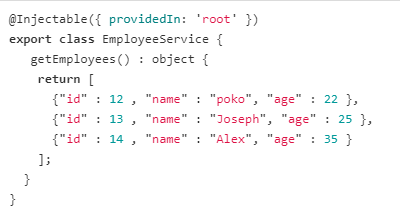 @Injectable({ providedIn: 'root' })
export class EmployeeService {
getEmployees() : object {
return [
{"id" : 12 , "name" : "poko", "age" : 22 },
{"id" : 13 , "name" : "Joseph", "age" : 25 },
{"id" : 14 , "name" : "Alex", "age" : 35 }
];
}
}